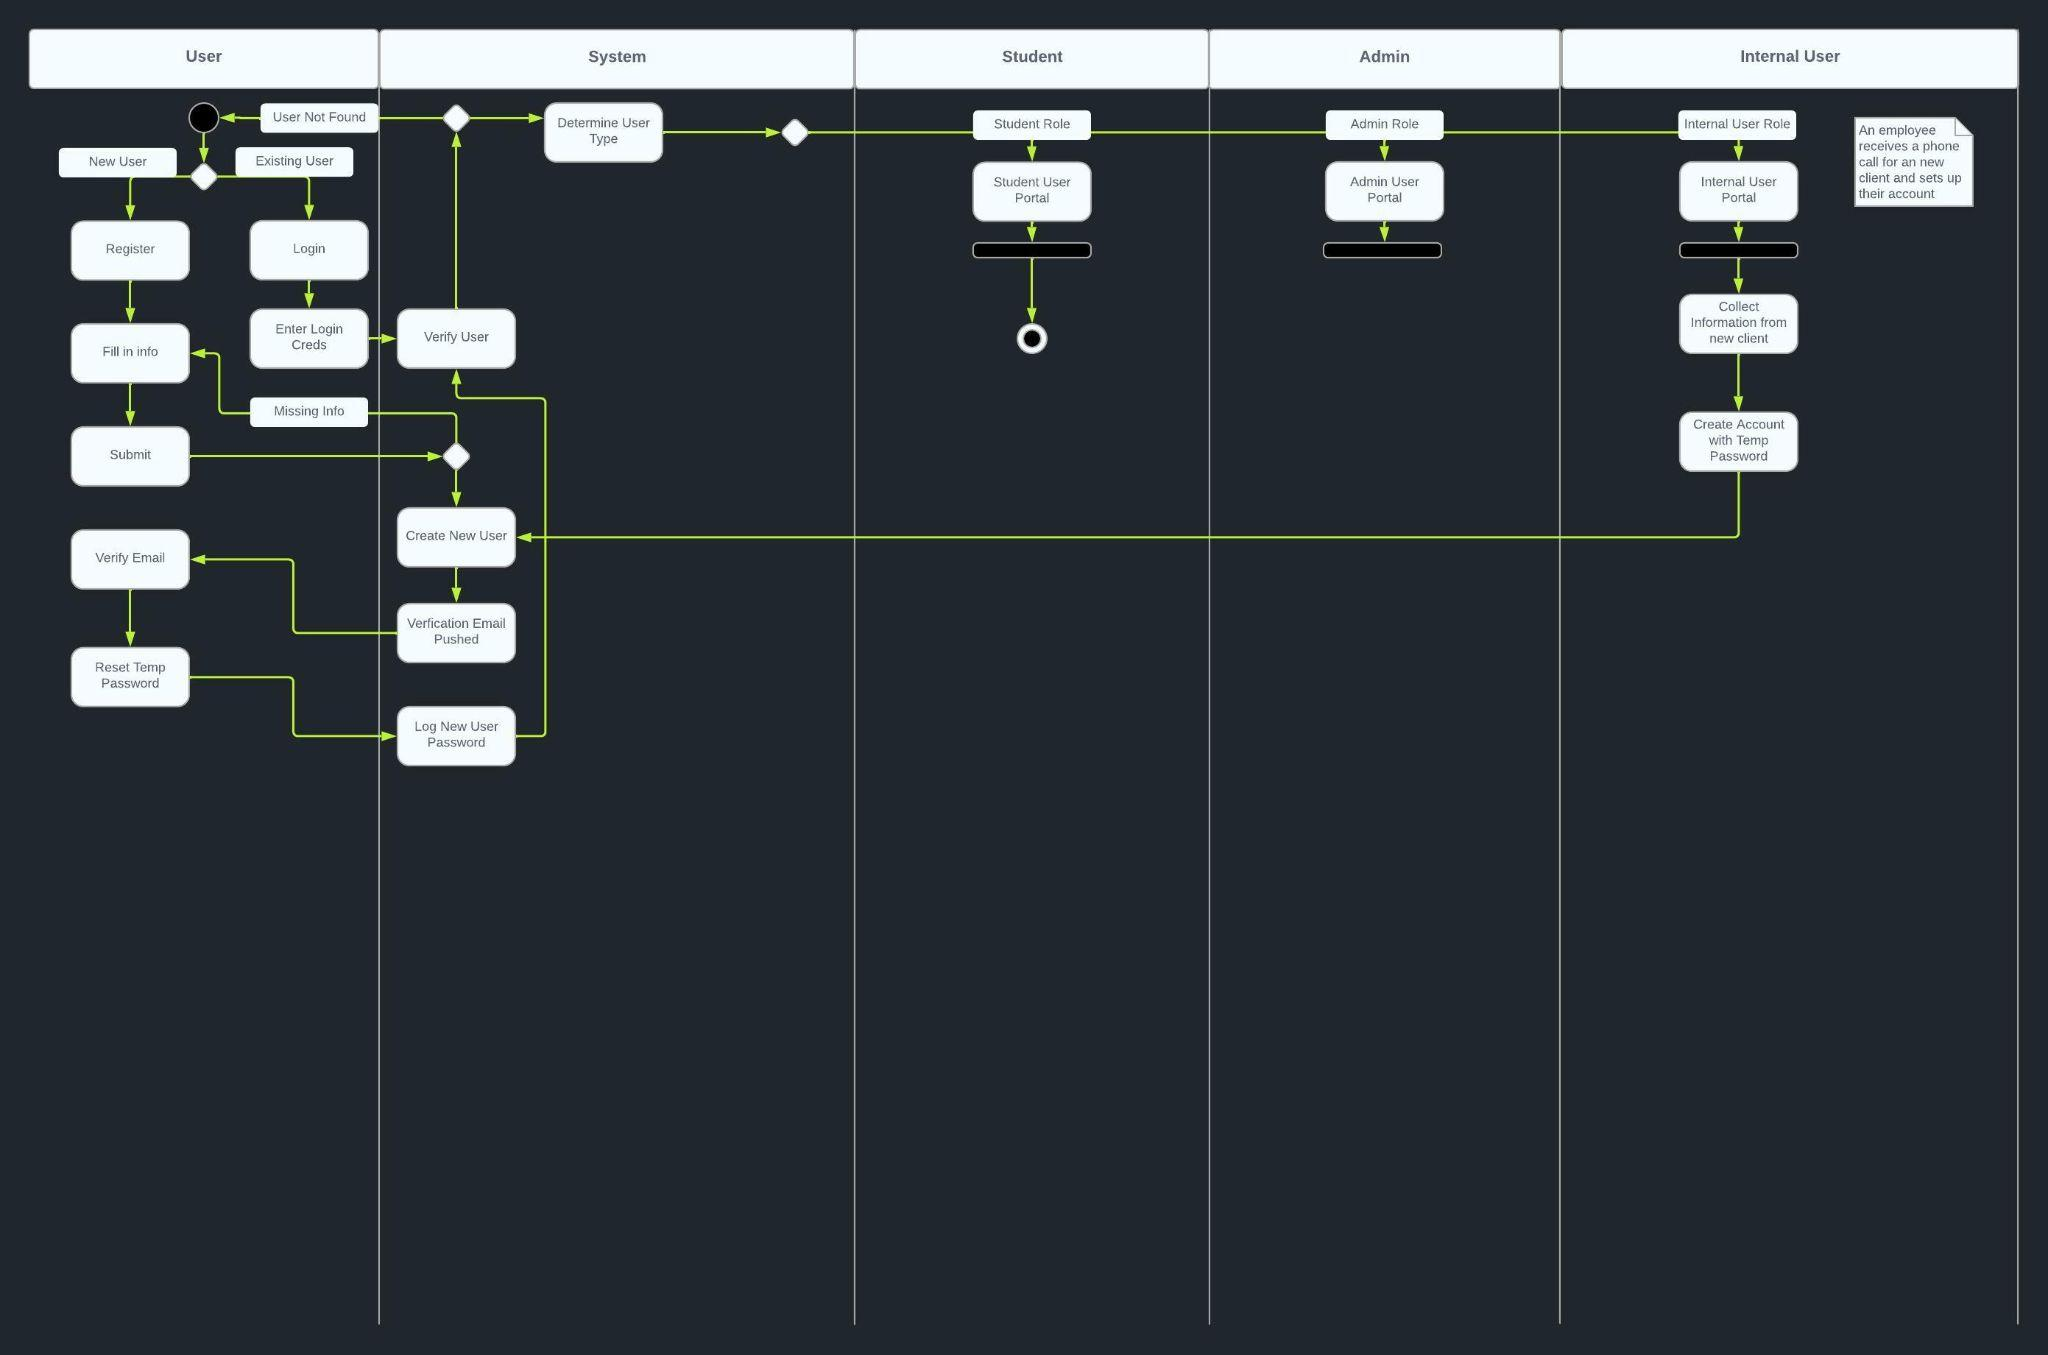 User
System
Student
Admin
Internal User
User Not Found
New User
Existing User
Register
Login
Fill in info
Enter Login
Creds
Missing Info
Submit
Verify Email
Reset Temp
Password
Determine User
Type
Verify User
Create New User
Verfication Email
Pushed
Log New User
Password
Student Role
Student User
Portal
Admin Role
Admin User
Portal
Internal User Role
Internal User
Portal
Collect
Information from
new client
Create Account
with Temp
Password
An employee
receives a phone
call for an new
client and sets up
their account